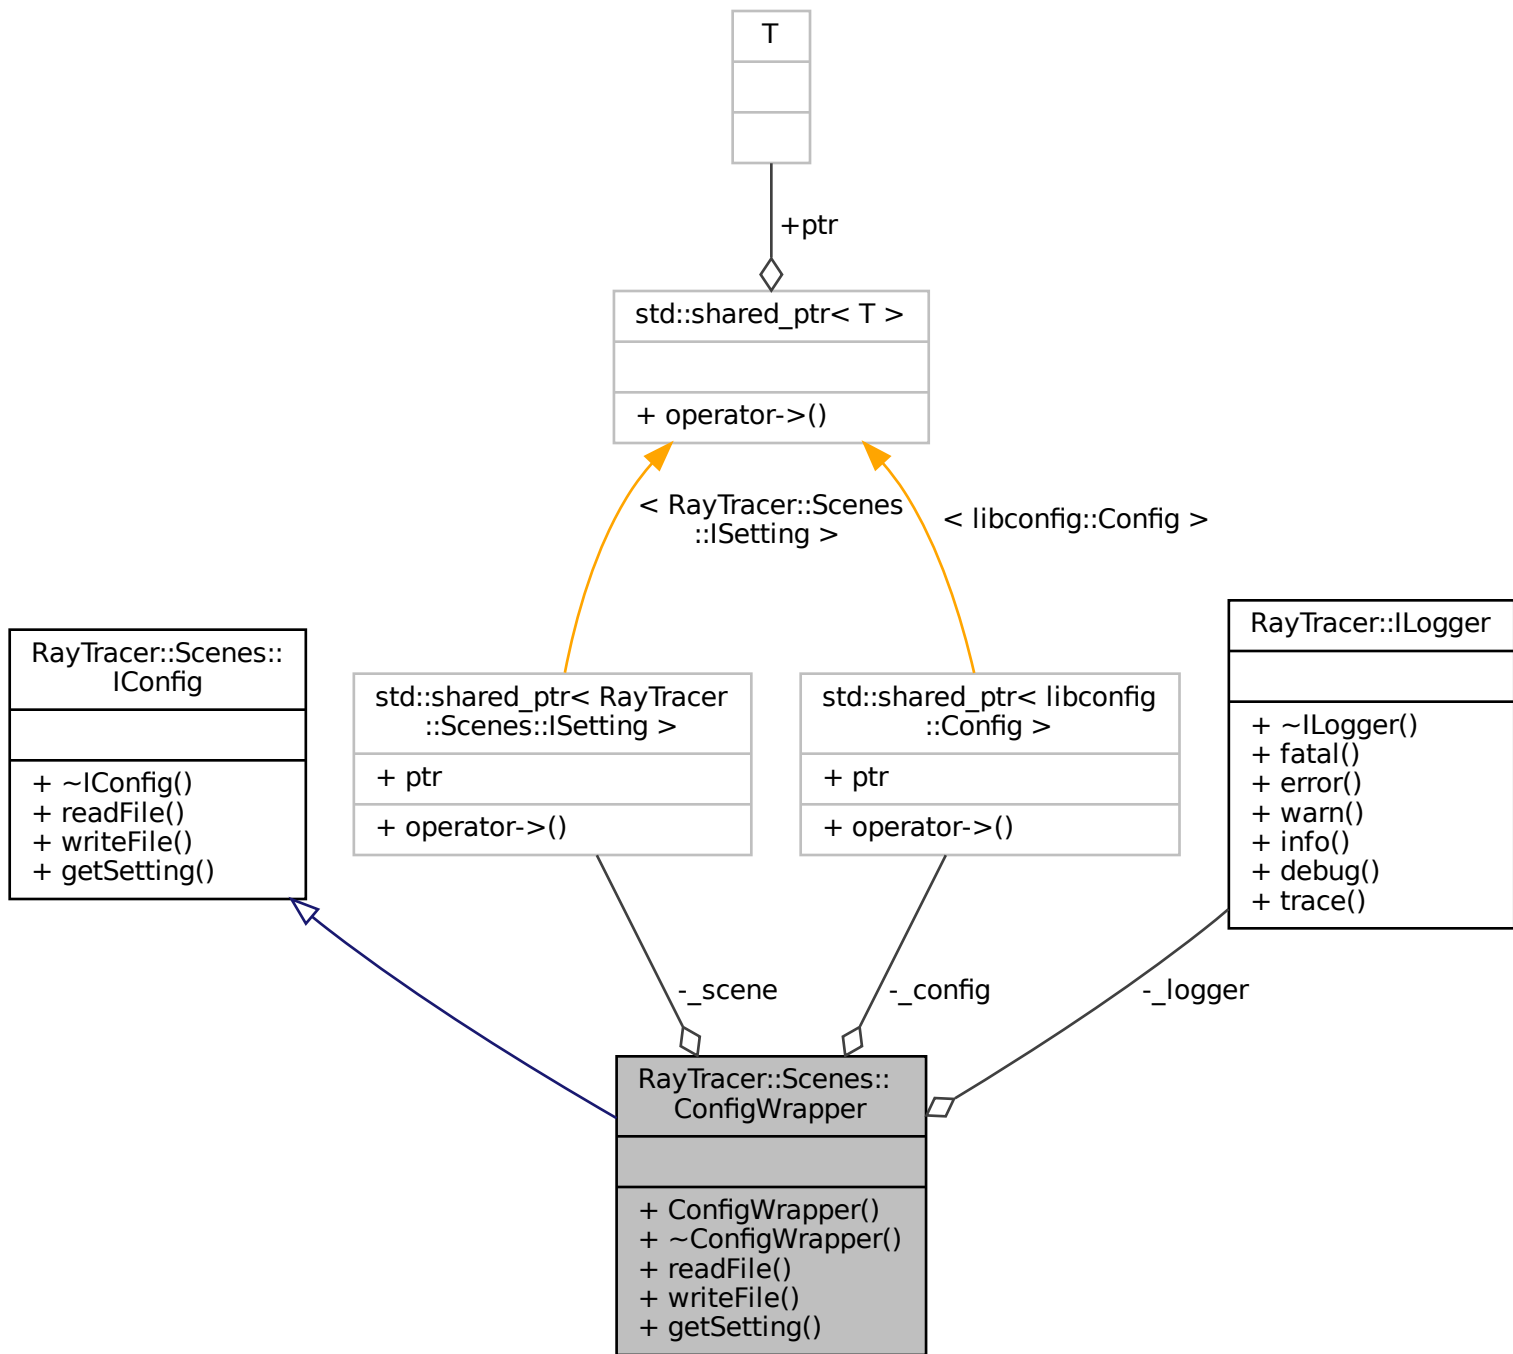 T
+ptr
std::shared_ptr< T >
+ operator->()
< RayTracer::Scenes
::ISetting >
< libconfig::Config >
RayTracer::Scenes::
IConfig
+ ~IConfig()
+ readFile()
+ writeFile()
+ getSetting()
std::shared_ptr< RayTracer
::Scenes::ISetting >
+ ptr
+ operator->()
std::shared_ptr< libconfig
::Config >
+ ptr
+ operator->()
RayTracer::ILogger
+ ~ILogger()
+ fatal()
+ error()
+ warn()
+ info()
+ debug()
+ trace()
-_scene
-_config
-_logger
RayTracer::Scenes::
ConfigWrapper
+ ConfigWrapper()
+ ~ConfigWrapper()
+ readFile()
+ writeFile()
+ getSetting()